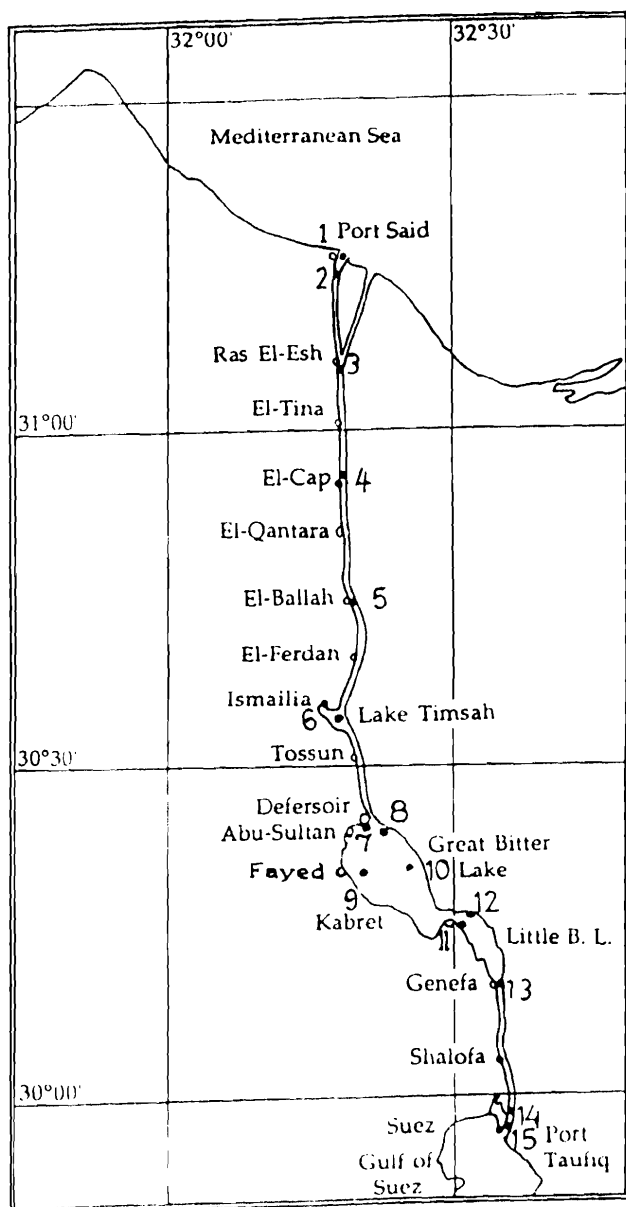 32°00' 32°30'
Mediterranean Sea
1 Port Said
2
Ras El-Esh 3
El-Tina
31°00'
El-Cap 4
El-Qantara
El-Ballah 5
El-Ferdan
Ismailia
6 Lake Timsah
Tossun
30°30'
Defersoir 8
Abu-Sultan 7
Great Bitter
Fayed 10 Lake
9
Kabret 12
11 Little B. L.
Genefa 13
Shalofa
30°00'
Suez 14
15 Port
Taufiq
Gulf of
Suez